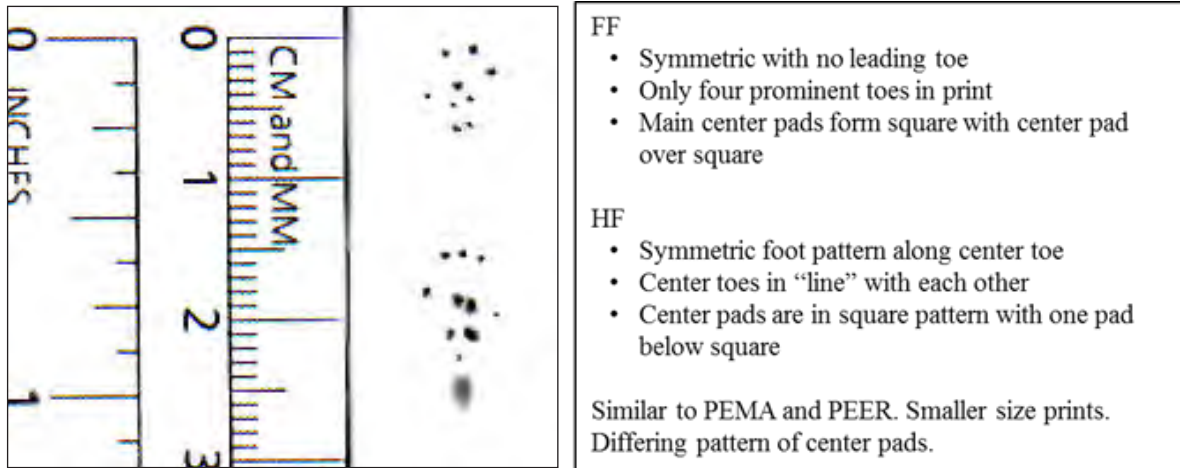 0
INCHES
1
0
CM, and MM
1
2
3
FF
• Symmetric with no leading toe
• Only four prominent toes in print
• Main center pads form square with center pad
over square
HF
• Symmetric foot pattern along center toe
• Center toes in “line” with each other
• Center pads are in square pattern with one pad
below square
Similar to PEMA and PEER. Smaller size prints.
Differing pattern of center pads.